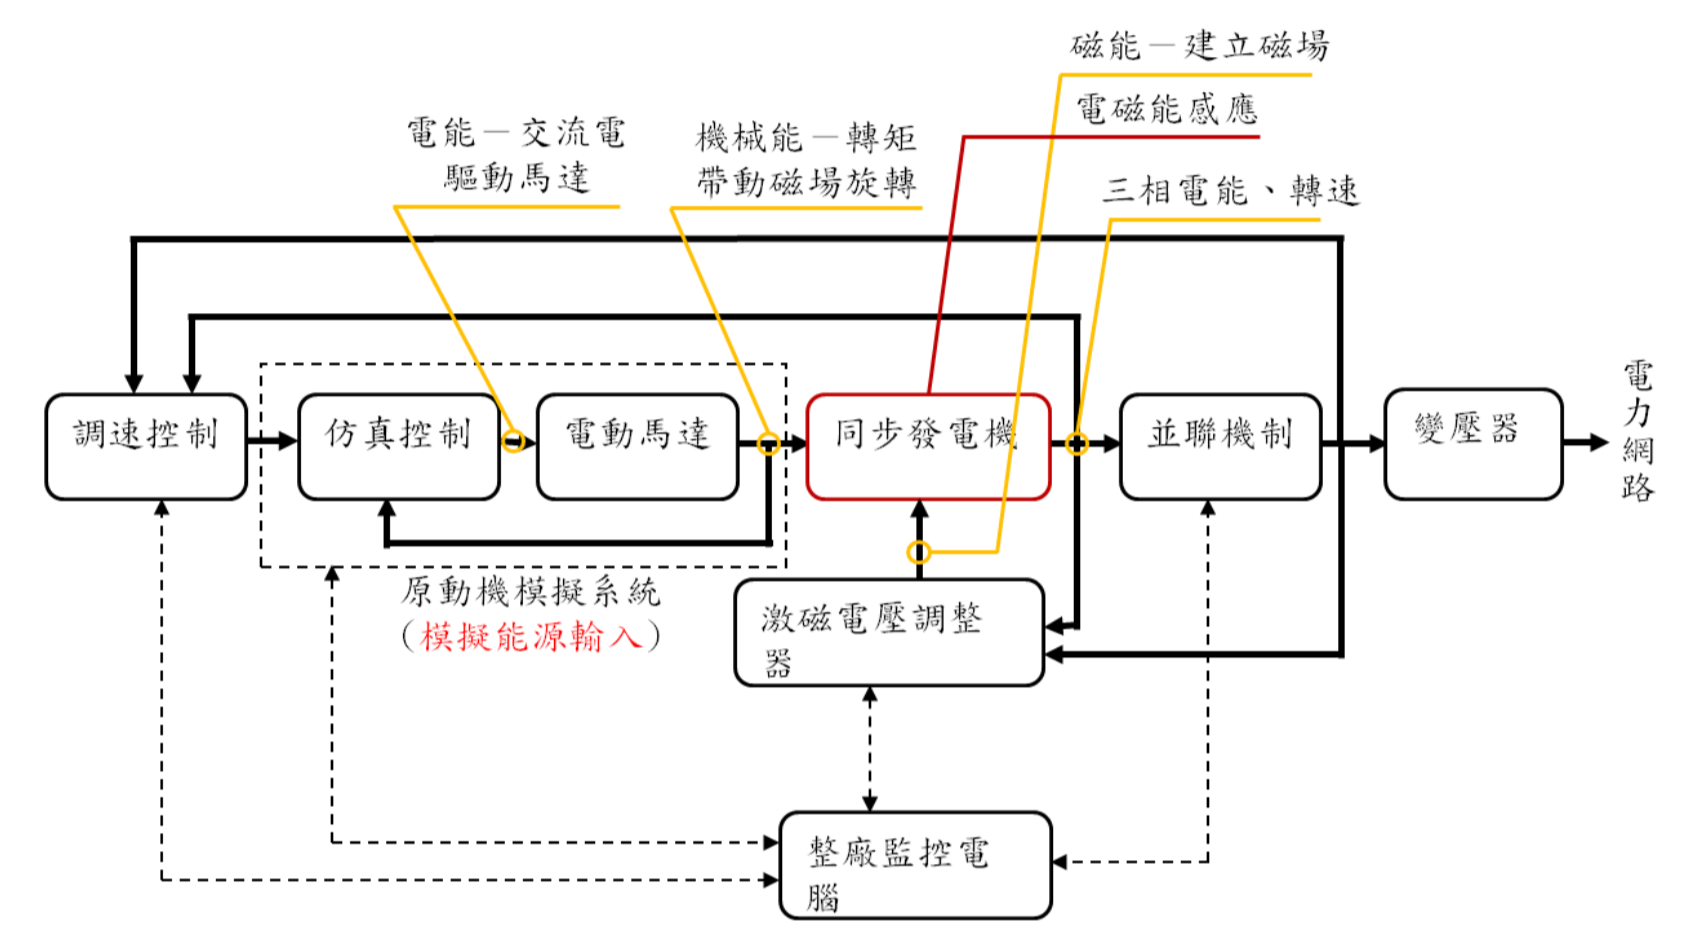 磁能－建立磁場
電磁能感應
電能－交流電
驅動馬達
機械能－轉矩
帶動磁場旋轉
三相電能、轉速
調速控制
仿真控制
電動馬達
同步發電機
並聯機制
變壓器
電
力
網
路
原動機模擬系統
（模擬能源輸入）
激磁電壓調整
器
整廠監控電
腦